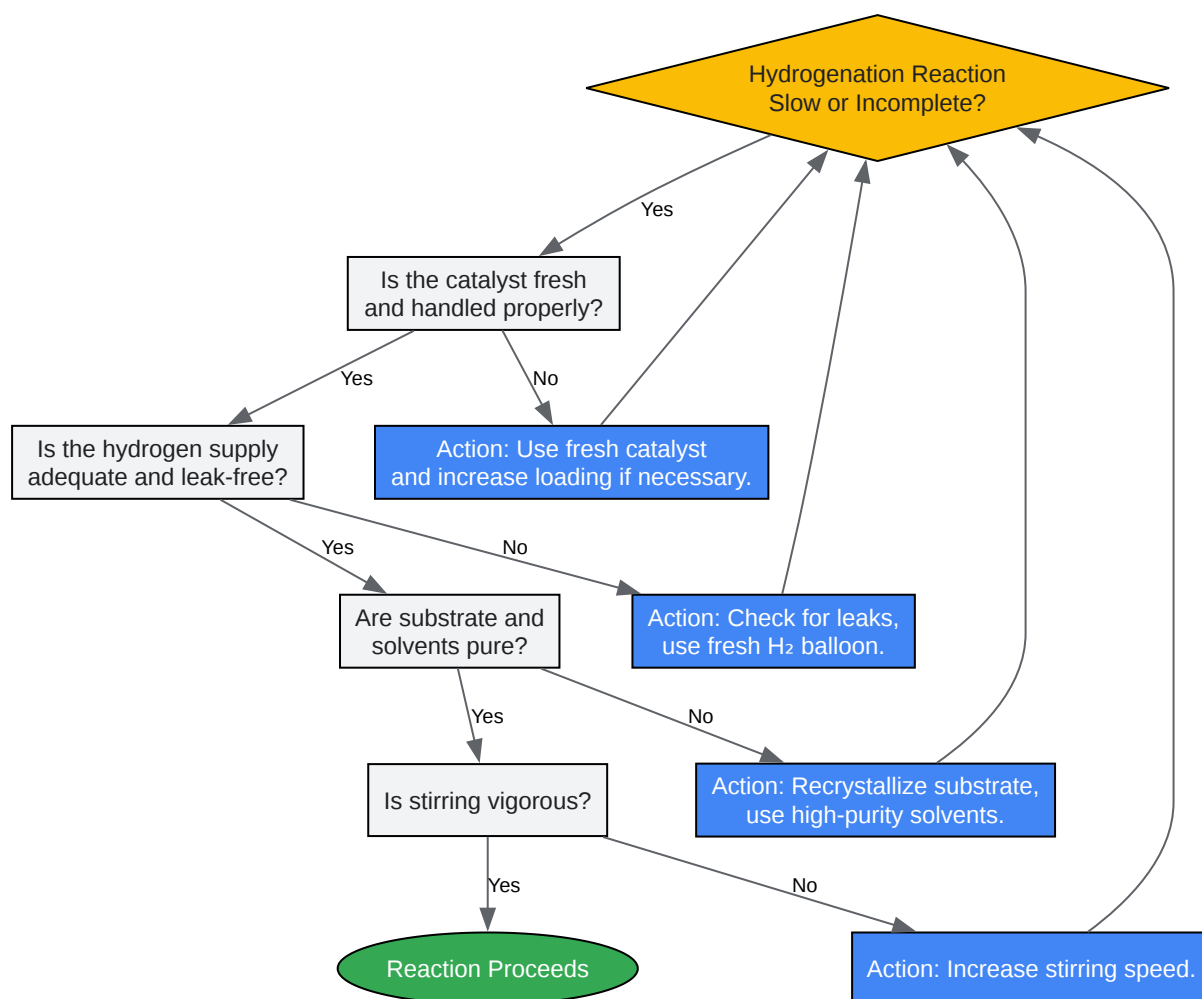 Hydrogenation Reaction
Slow or Incomplete?
Yes
Is the catalyst fresh
and handled properly?
Yes
No
Is the hydrogen supply
adequate and leak-free?
Action: Use fresh catalyst
and increase loading if necessary.
Yes
No
Are substrate and
solvents pure?
Action: Check for leaks,
use fresh H₂ balloon.
Yes
No
Is stirring vigorous?
Action: Recrystallize substrate,
use high-purity solvents.
Yes
No
Reaction Proceeds
Action: Increase stirring speed.